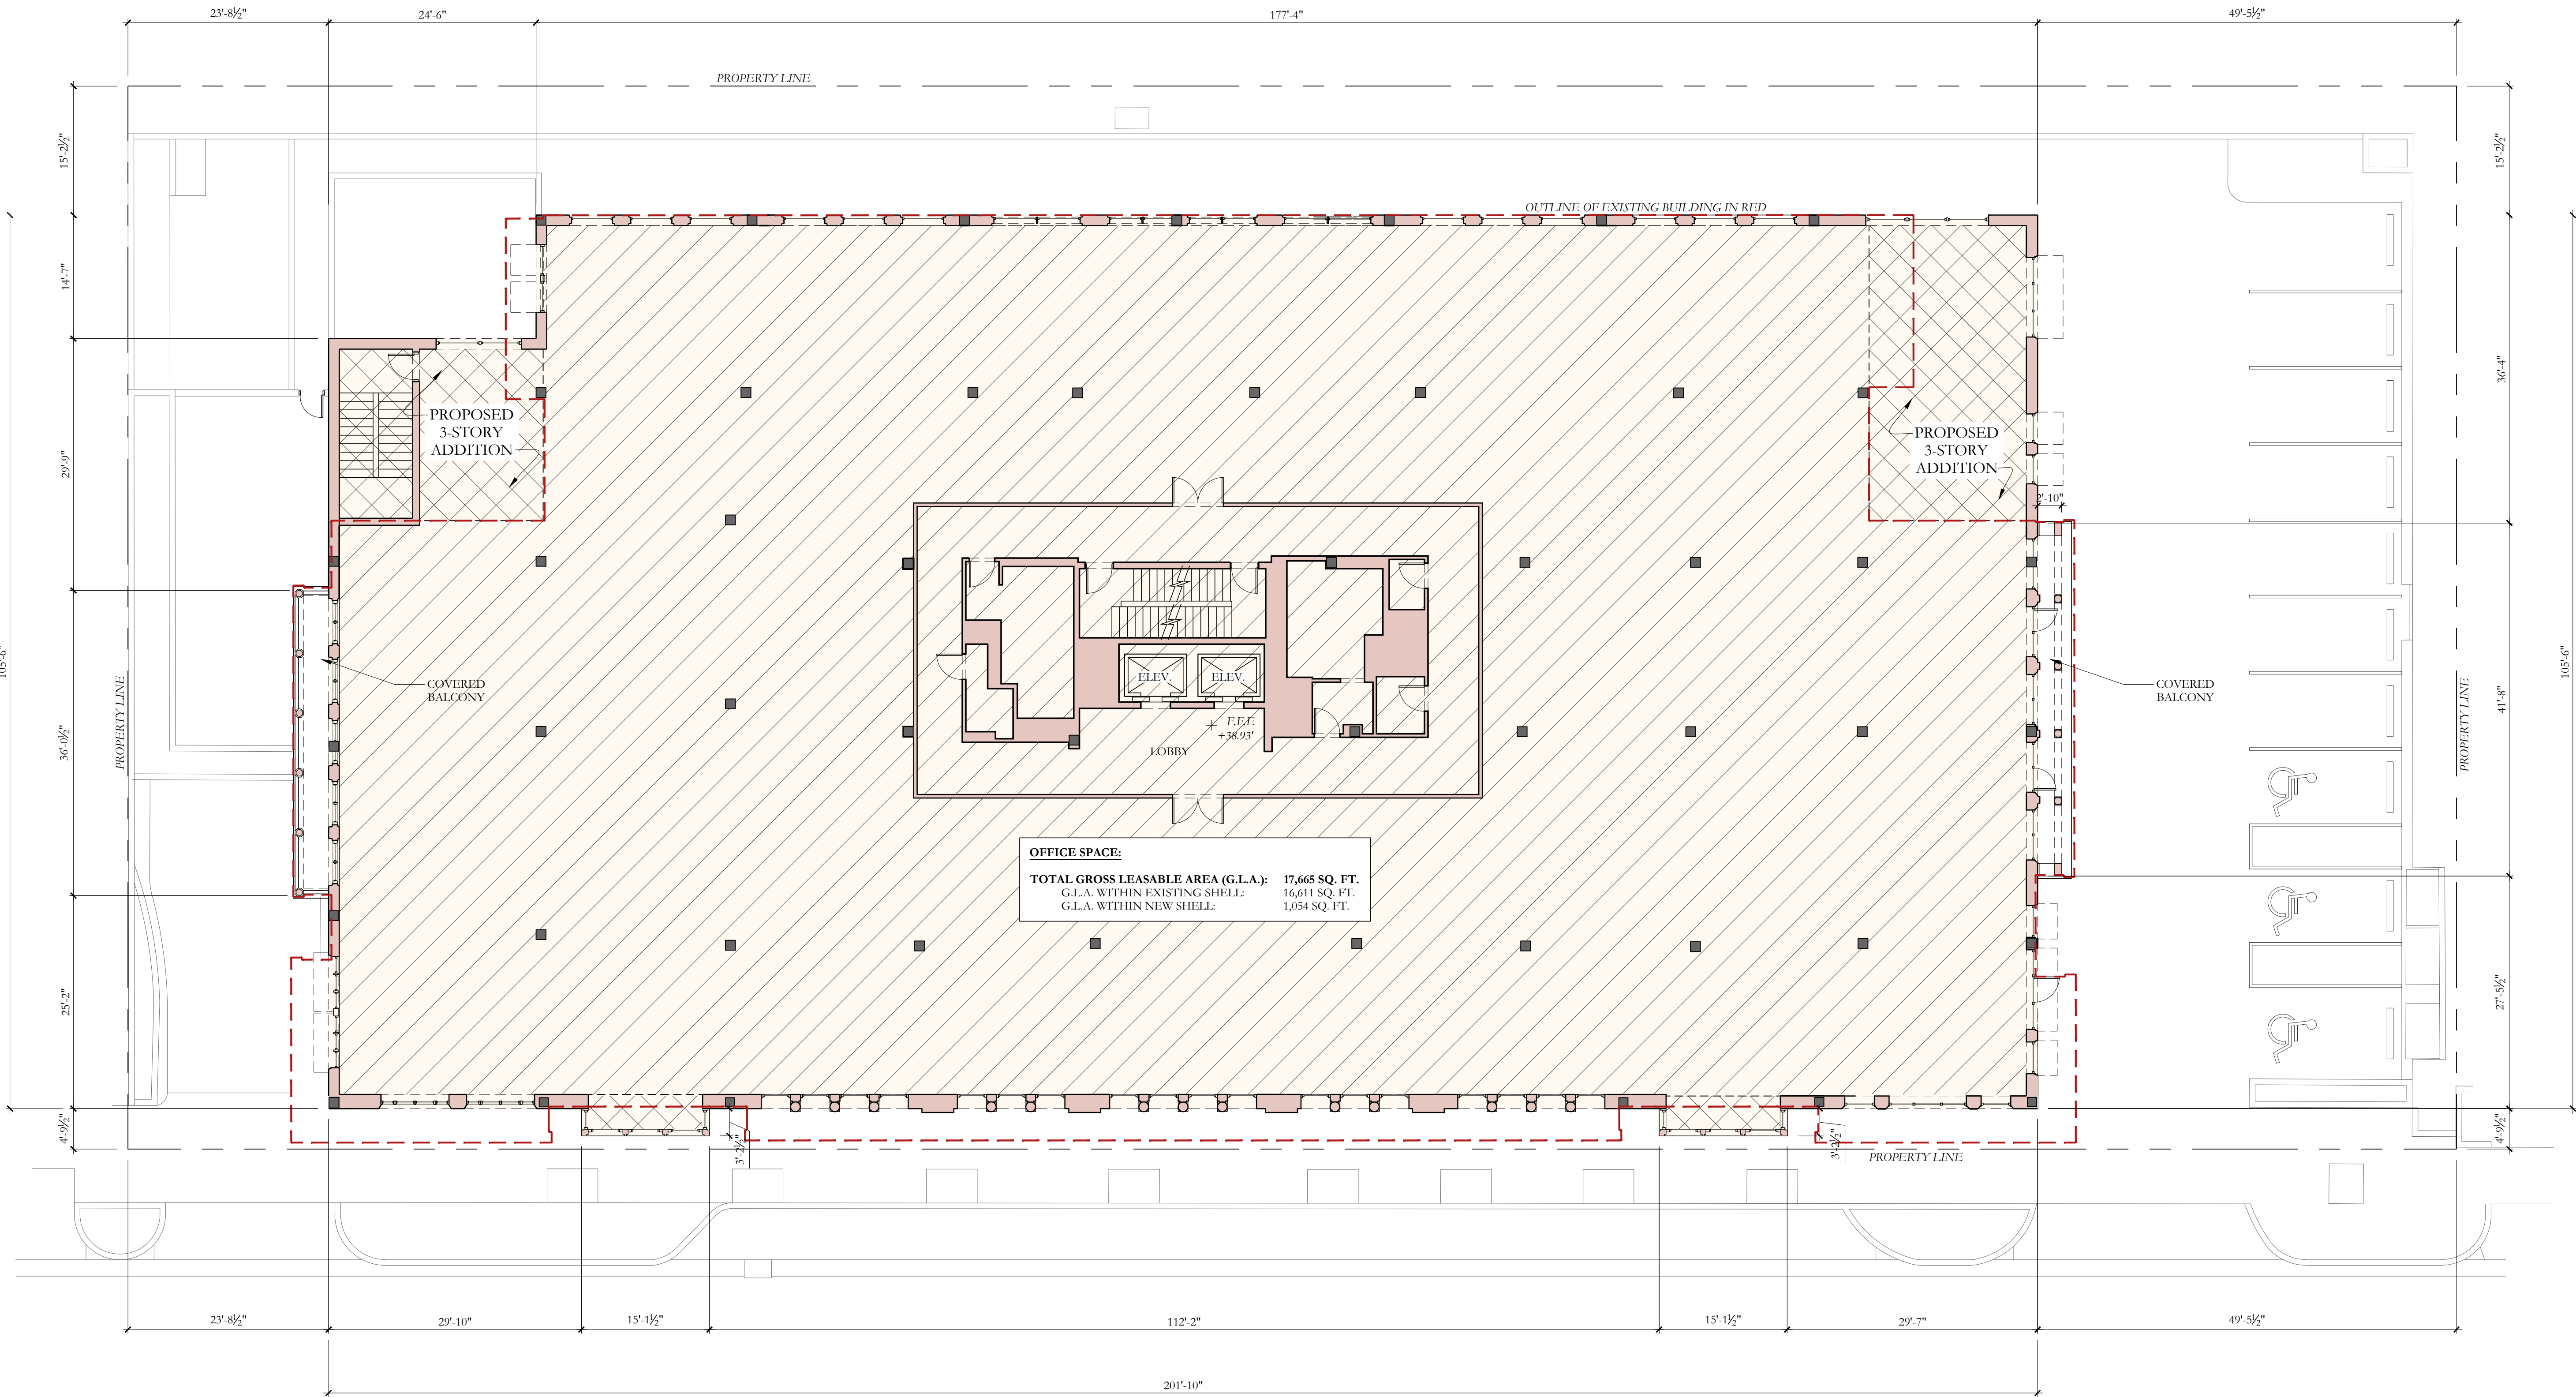 23'-8½" 24'-6" 177'-4" 49'-5½"
PROPERTY LINE
15'-2½"
15'-2½"
OUTLINE OF EXISTING BUILDING IN RED
14'-7"
36'-4"
PROPOSED
3-STORY
ADDITION
PROPOSED
3-STORY
ADDITION
29'-9"
2'-10"
105'-6"
105'-6"
COVERED
BALCONY
COVERED
BALCONY
PROPERTY LINE
PROPERTY LINE
ELEV. ELEV.
F.F.E
+38.93'
LOBBY
36'-0½"
41'-8"
OFFICE SPACE:
TOTAL GROSS LEASABLE AREA (G.L.A.): 17,665 SQ. FT.
G.L.A. WITHIN EXISTING SHELL: 16,611 SQ. FT.
G.L.A. WITHIN NEW SHELL: 1,054 SQ. FT.
25'-2"
27'-5½"
4'-9½"
4'-9½"
3'-2½"
3'-2½"
PROPERTY LINE
23'-8½" 29'-10" 15'-1½" 112'-2" 15'-1½" 29'-7" 49'-5½"
201'-10"